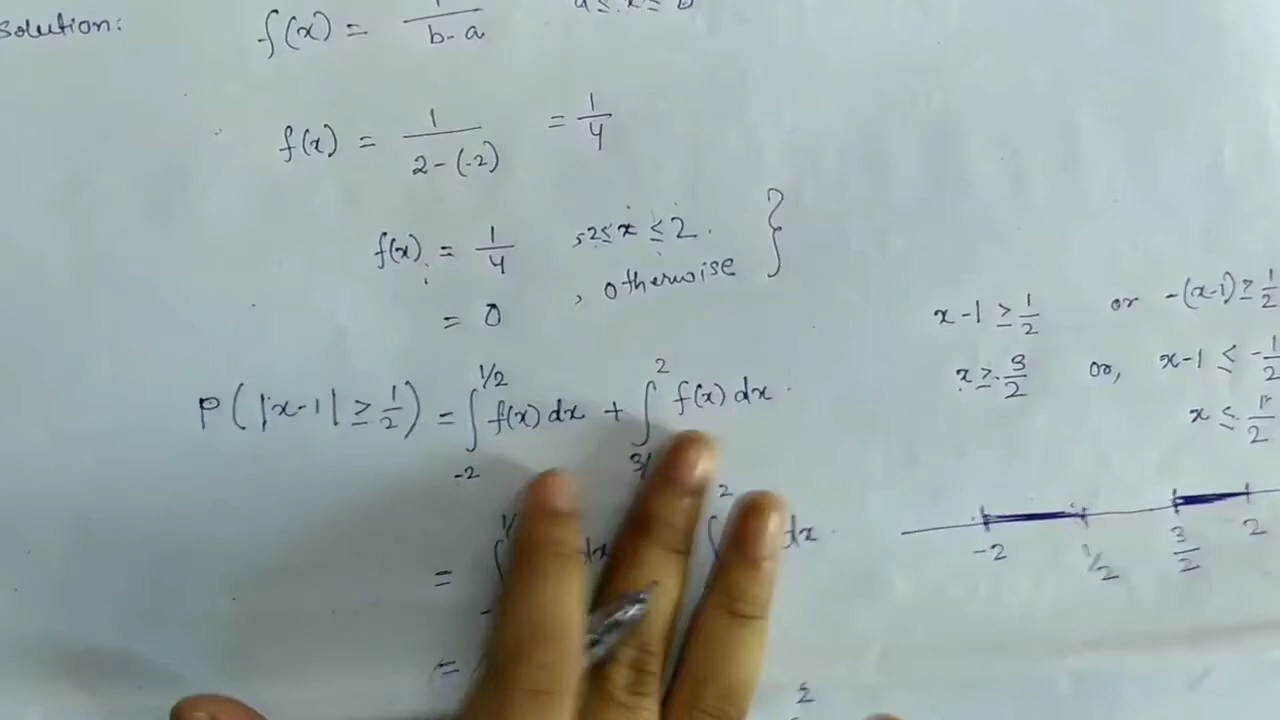 Solution: f(x) = 1/(b-a) a ≤ x ≤ b
f(x) = 1/(2-(-2)) = 1/4
f(x) = 1/4 , -2 ≤ x ≤ 2 .
= 0 , otherwise }
x-1 ≥ 1/2 or -(x-1) ≥ 1/2
x ≥ 3/2 or, x-1 ≤ -1/2
x ≤ 1/2
P(|x-1| ≥ 1/2) = ∫_{-2}^{1/2} f(x) dx + ∫_{3/}^{2} f(x) dx .
-2 1/2 3/2 2
= ∫ dx ∫^{2} dx .
=